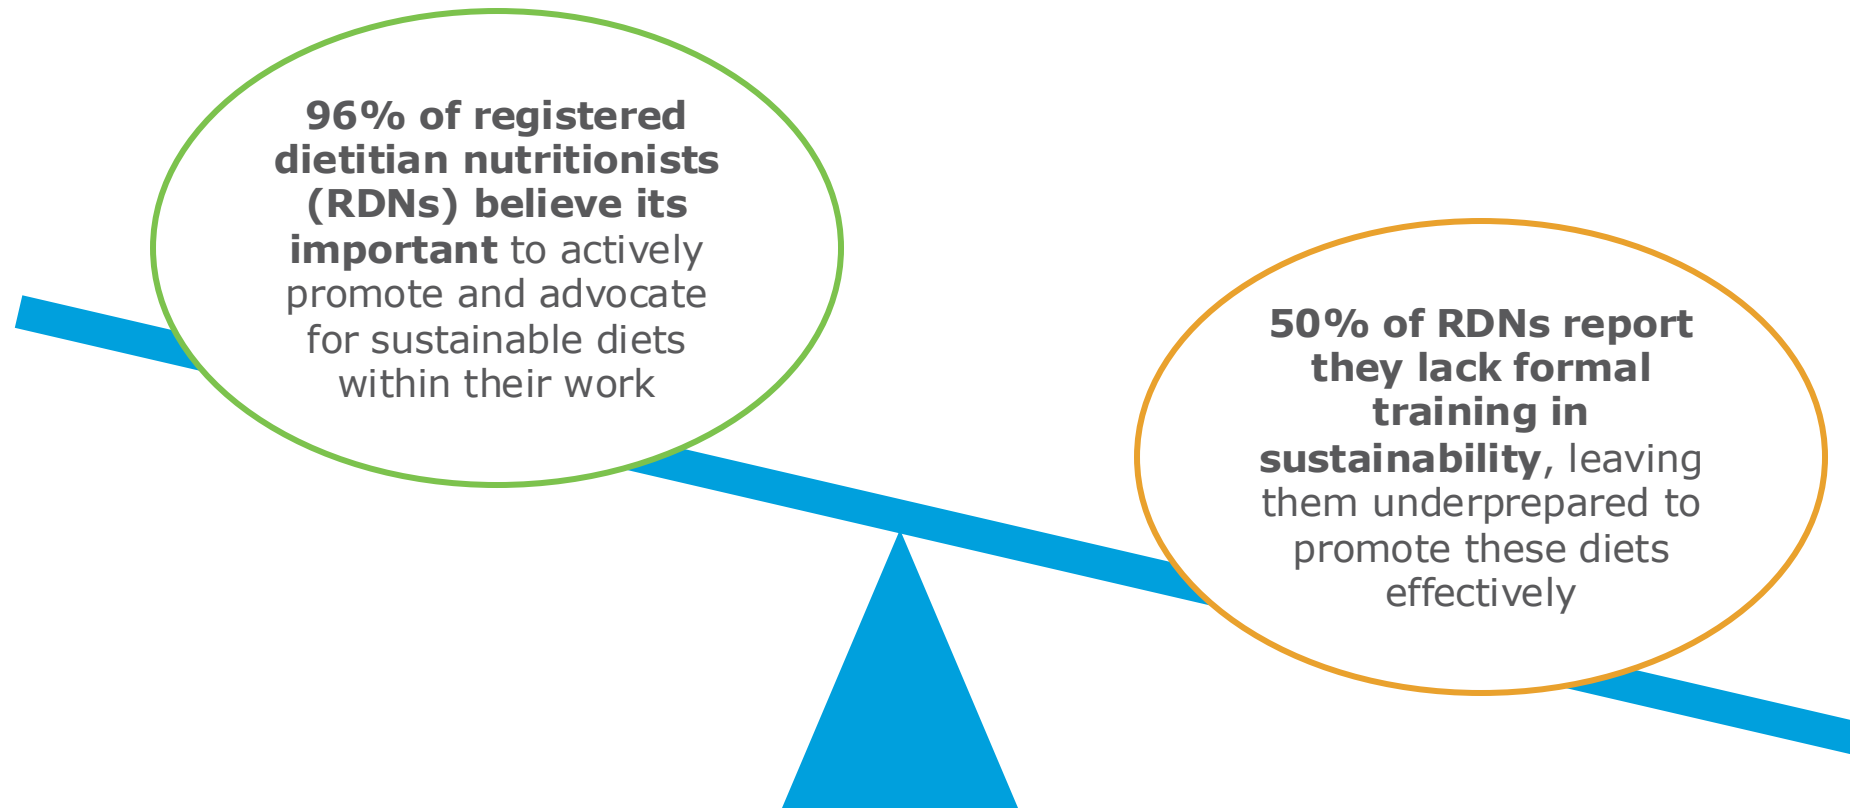 96% of registered
dietitian nutritionists
(RDNs) believe its
important to actively
promote and advocate
for sustainable diets
within their work
50% of RDNs report
they lack formal
training in
sustainability, leaving
them underprepared to
promote these diets
effectively